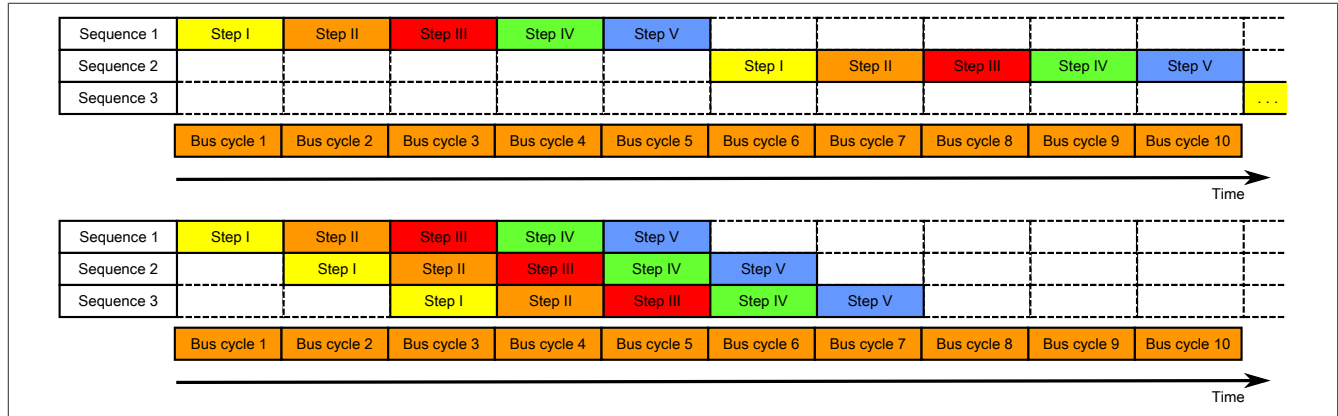 Sequence 1 Step I Step II Step III Step IV Step V
Sequence 2 Step I Step II Step III Step IV Step V
Sequence 3 . . .
Bus cycle 1 Bus cycle 2 Bus cycle 3 Bus cycle 4 Bus cycle 5 Bus cycle 6 Bus cycle 7 Bus cycle 8 Bus cycle 9 Bus cycle 10
Time
Sequence 1 Step I Step II Step III Step IV Step V
Sequence 2 Step I Step II Step III Step IV Step V
Sequence 3 Step I Step II Step III Step IV Step V
Bus cycle 1 Bus cycle 2 Bus cycle 3 Bus cycle 4 Bus cycle 5 Bus cycle 6 Bus cycle 7 Bus cycle 8 Bus cycle 9 Bus cycle 10
Time